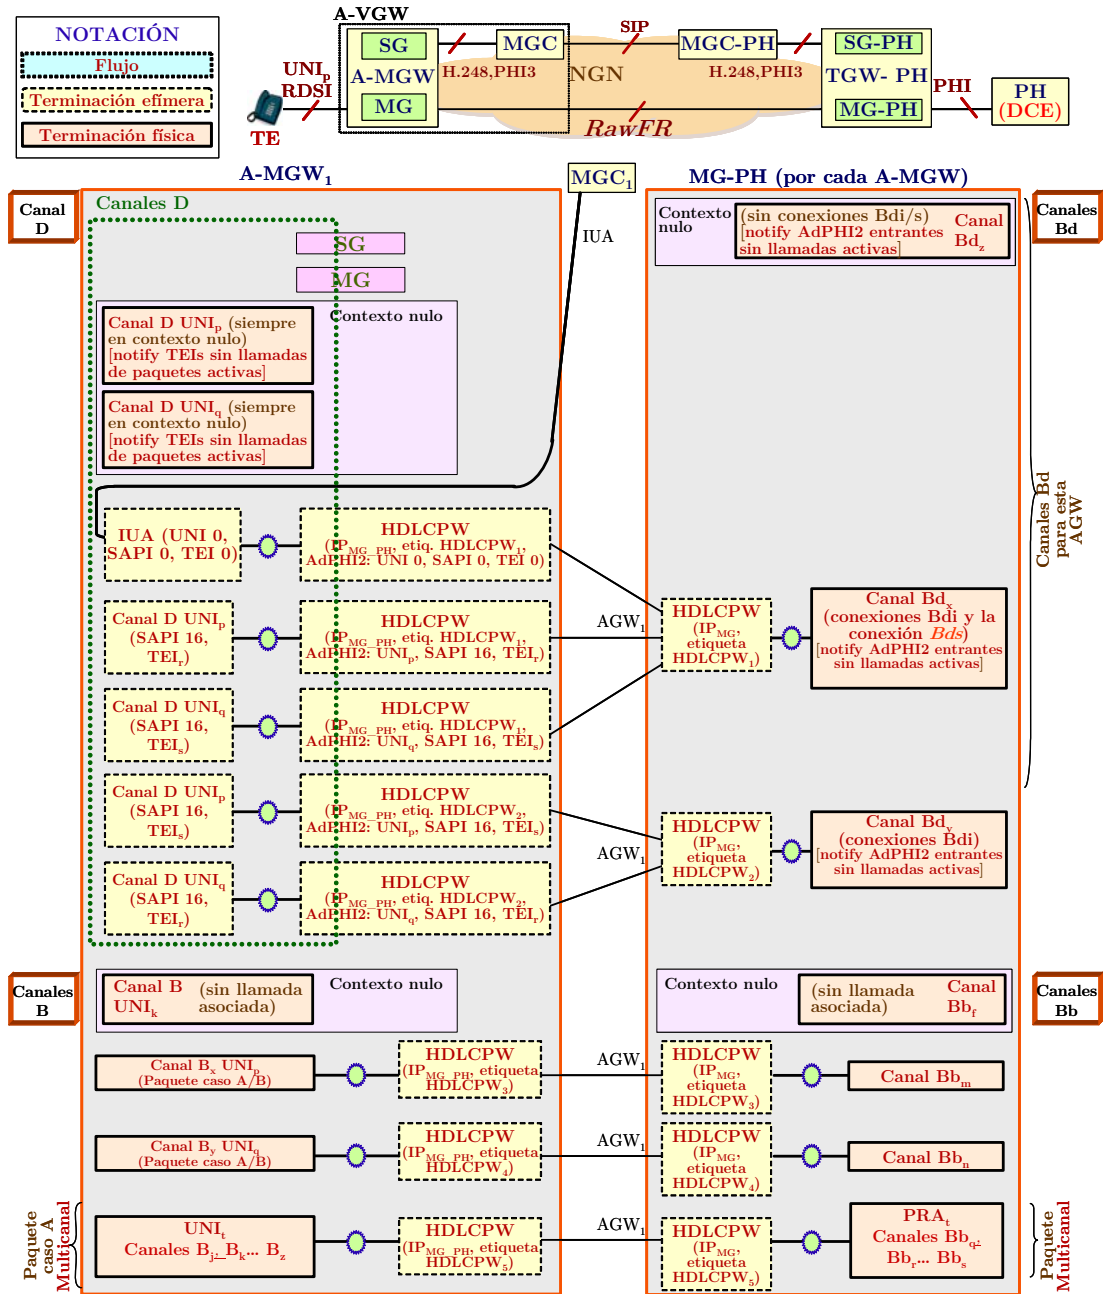 NOTACIÓN
Flujo
Terminación efímera
Terminación física
A-VGW
SG
A-MGW
MG
MGC
SIP
MGC-PH
SG-PH
TGW- PH
MG-PH
H.248,PHI3
NGN
H.248,PHI3
UNIp
RDSI
TE
RawFR
PHI
PH
(DCE)
A-MGW1
MGC1
MG-PH (por cada A-MGW)
Canal
D
Canales D
SG
MG
IUA
Contexto nulo
Canal D UNIp (siempre
en contexto nulo)
[notify TEIs sin llamadas
de paquetes activas]
Canal D UNIq (siempre
en contexto nulo)
[notify TEIs sin llamadas
de paquetes activas]
Contexto
nulo
(sin conexiones Bdi/s)
[notify AdPHI2 entrantes
sin llamadas activas]
Canal
Bdz
Canales
Bd
Canales Bd
para esta
AGW
IUA (UNI 0,
SAPI 0, TEI 0)
HDLCPW
(IPMG_PH, etiq. HDLCPW1,
AdPHI2: UNI 0, SAPI 0, TEI 0)
Canal D UNIp
(SAPI 16,
TEIr)
HDLCPW
(IPMG_PH, etiq. HDLCPW1,
AdPHI2: UNIp, SAPI 16, TEIr)
AGW1
HDLCPW
(IPMG,
etiqueta
HDLCPW1)
Canal Bdx
(conexiones Bdi y la
conexión Bds)
[notify AdPHI2 entrantes
sin llamadas activas]
Canal D UNIq
(SAPI 16,
TEIs)
HDLCPW
(IPMG_PH, etiq. HDLCPW1,
AdPHI2: UNIq, SAPI 16, TEIs)
Canal D UNIp
(SAPI 16,
TEIs)
HDLCPW
(IPMG_PH, etiq. HDLCPW2,
AdPHI2: UNIp, SAPI 16, TEIs)
AGW1
HDLCPW
(IPMG,
etiqueta
HDLCPW2)
Canal Bdy
(conexiones Bdi)
[notify AdPHI2 entrantes
sin llamadas activas]
Canal D UNIq
(SAPI 16,
TEIr)
HDLCPW
(IPMG_PH, etiq. HDLCPW2,
AdPHI2: UNIq, SAPI 16, TEIr)
Canales
B
Canal B
UNIk
(sin llamada
asociada)
Contexto nulo
Contexto nulo
(sin llamada
asociada)
Canal
Bbf
Canales
Bb
Canal Bx UNIp
(Paquete caso A/B)
HDLCPW
(IPMG_PH, etiqueta
HDLCPW3)
AGW1
HDLCPW
(IPMG,
etiqueta
HDLCPW3)
Canal Bbm
Canal By UNIq
(Paquete caso A/B)
HDLCPW
(IPMG_PH, etiqueta
HDLCPW4)
AGW1
HDLCPW
(IPMG,
etiqueta
HDLCPW4)
Canal Bbn
Paquete
caso A
Multicanal
UNIt
Canales Bj, Bk... Bz
HDLCPW
(IPMG_PH, etiqueta
HDLCPW5)
AGW1
HDLCPW
(IPMG,
etiqueta
HDLCPW5)
PRAt
Canales Bbq,
Bbr... Bbs
Paquete
Multicanal